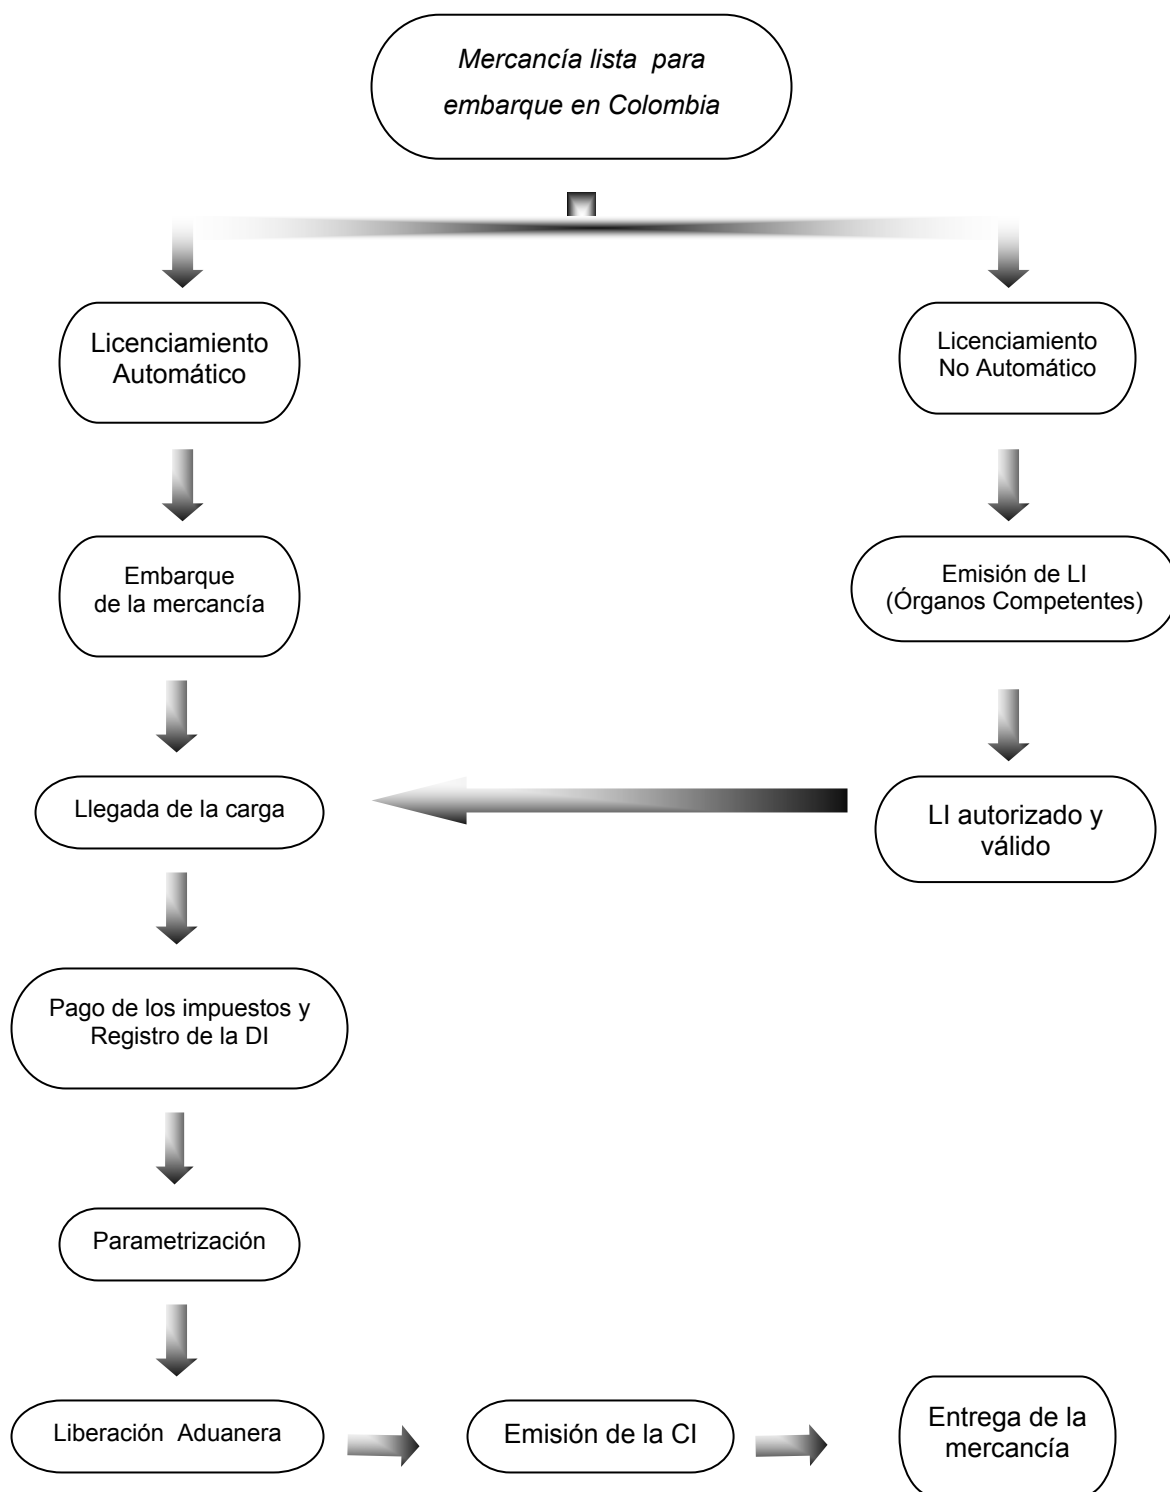 Mercancía lista para
embarque en Colombia
Licenciamiento
Automático
Licenciamiento
No Automático
Embarque
de la mercancía
Emisión de LI
(Órganos Competentes)
Llegada de la carga
LI autorizado y
válido
Pago de los impuestos y
Registro de la DI
Parametrización
Liberación Aduanera
Emisión de la CI
Entrega de la
mercancía